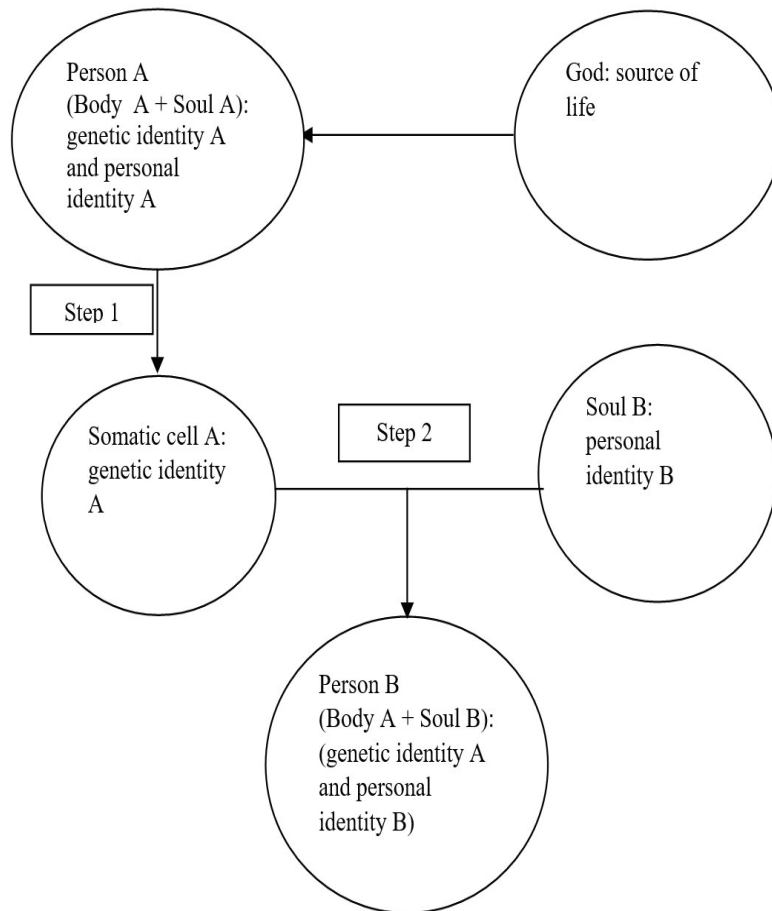 Person A
(Body A + Soul A):
genetic identity A
and personal
identity A
God: source of
life
Step 1
Somatic cell A:
genetic identity
A
Step 2
Soul B:
personal
identity B
Person B
(Body A + Soul B):
(genetic identity A
and personal
identity B)